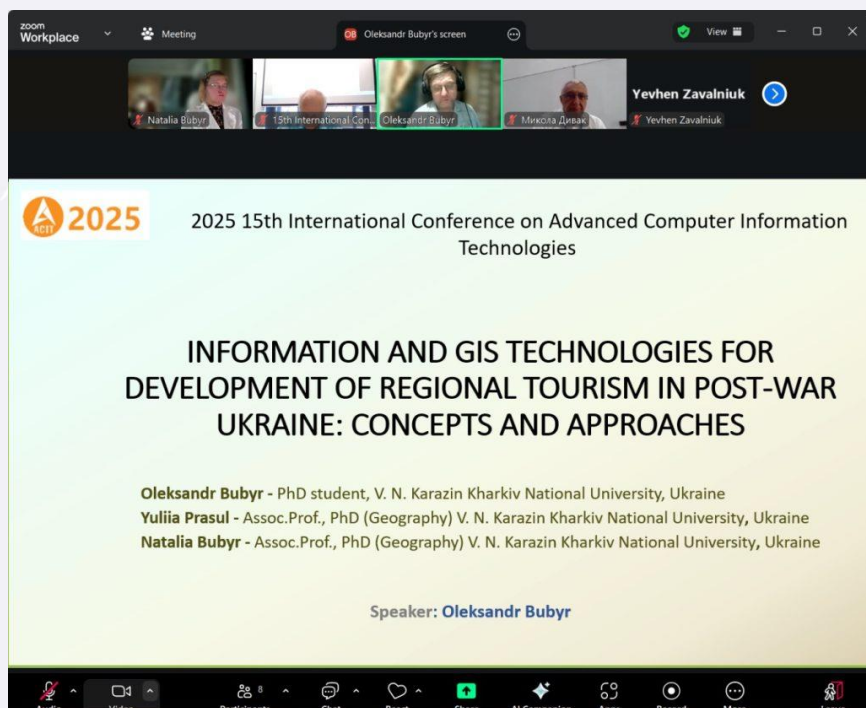 zoom
Workplace
Meeting
OB Oleksandr Bubyr's screen
View
Natalia Bubyr
15th International Con...
Oleksandr Bubyr
Микола Дивак
Yevhen Zavalniuk
Yevhen Zavalniuk
ACIT 2025
2025 15th International Conference on Advanced Computer Information
Technologies
INFORMATION AND GIS TECHNOLOGIES FOR
DEVELOPMENT OF REGIONAL TOURISM IN POST-WAR
UKRAINE: CONCEPTS AND APPROACHES
Oleksandr Bubyr - PhD student, V. N. Karazin Kharkiv National University, Ukraine
Yuliia Prasul - Assoc.Prof., PhD (Geography) V. N. Karazin Kharkiv National University, Ukraine
Natalia Bubyr - Assoc.Prof., PhD (Geography) V. N. Karazin Kharkiv National University, Ukraine
Speaker: Oleksandr Bubyr
8